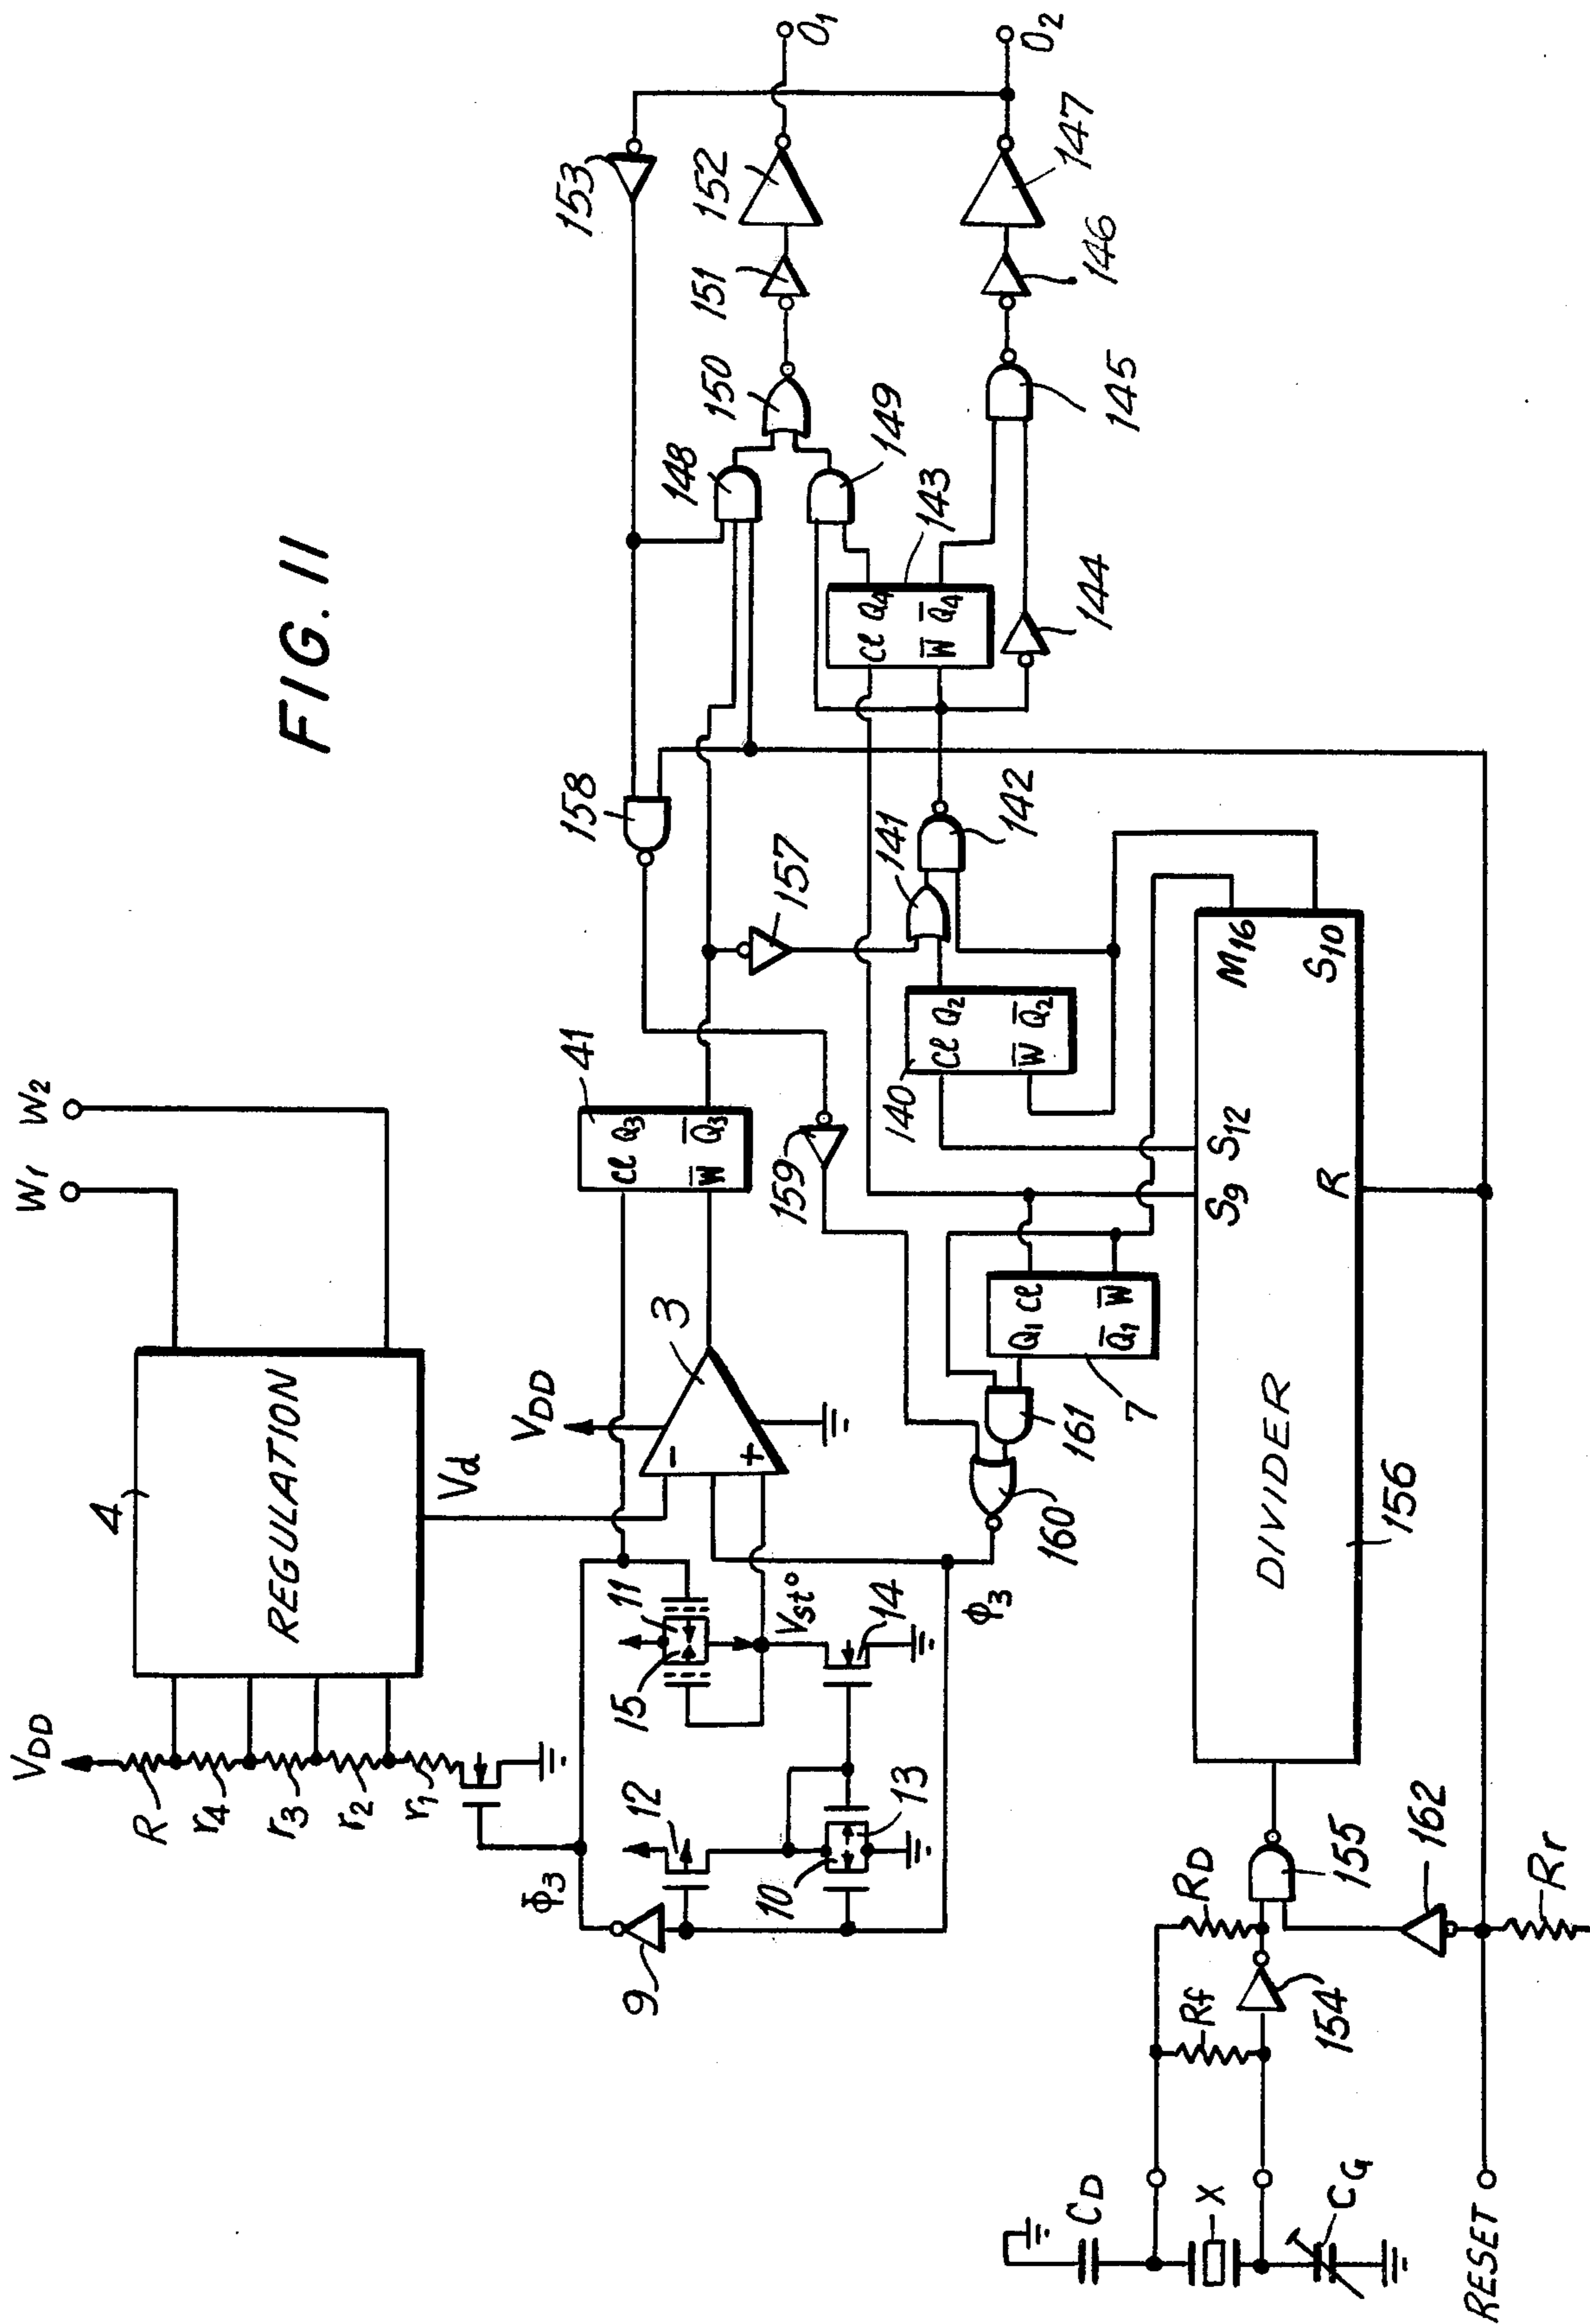 FIG. 11
W1
W2
VDD
R
r4
r3
r2
r1
4
REGULATION
Vd
VDD
3
-
+
41
Cl Q3
W̅ Q̅3
153
O1
O2
152
151
150
148
149
147
146
145
143
Cl Q4
W̅ Q̅4
144
142
141
157
158
159
140
Cl Q2
W̅ Q̅2
Φ̅3
9
12
10
13
15
11
Vst°
14
Φ3
160
161
7
Q1 Cl
Q̅1 W̅
S9
S12
M16
S10
R
DIVIDER
156
155
162
RD
Rf
154
Rr
CD
X
CG
RESET